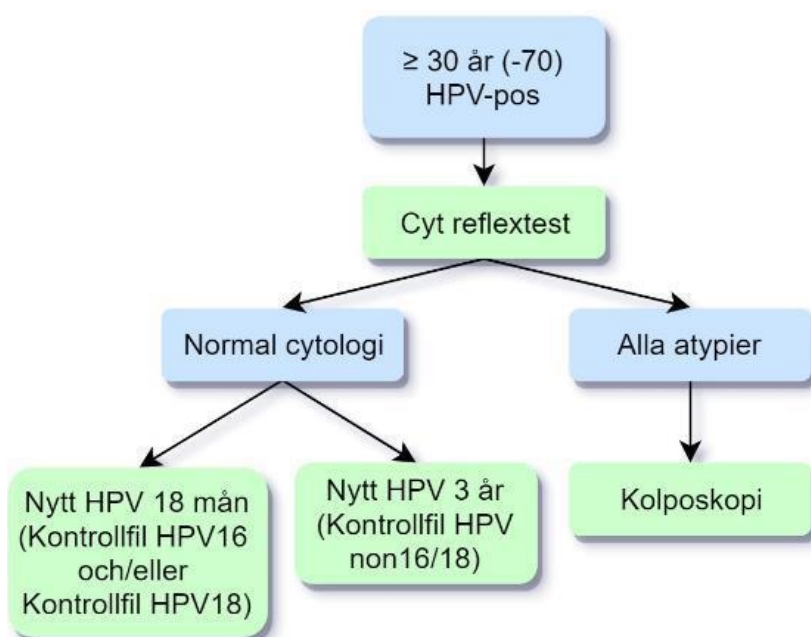 ≥ 30 år (-70)
HPV-pos
Cyt reflextest
Normal cytologi
Alla atypier
Nytt HPV 18 mån
(Kontrollfil HPV16
och/eller
Kontrollfil HPV18)
Nytt HPV 3 år
(Kontrollfil HPV
non16/18)
Kolposkopi